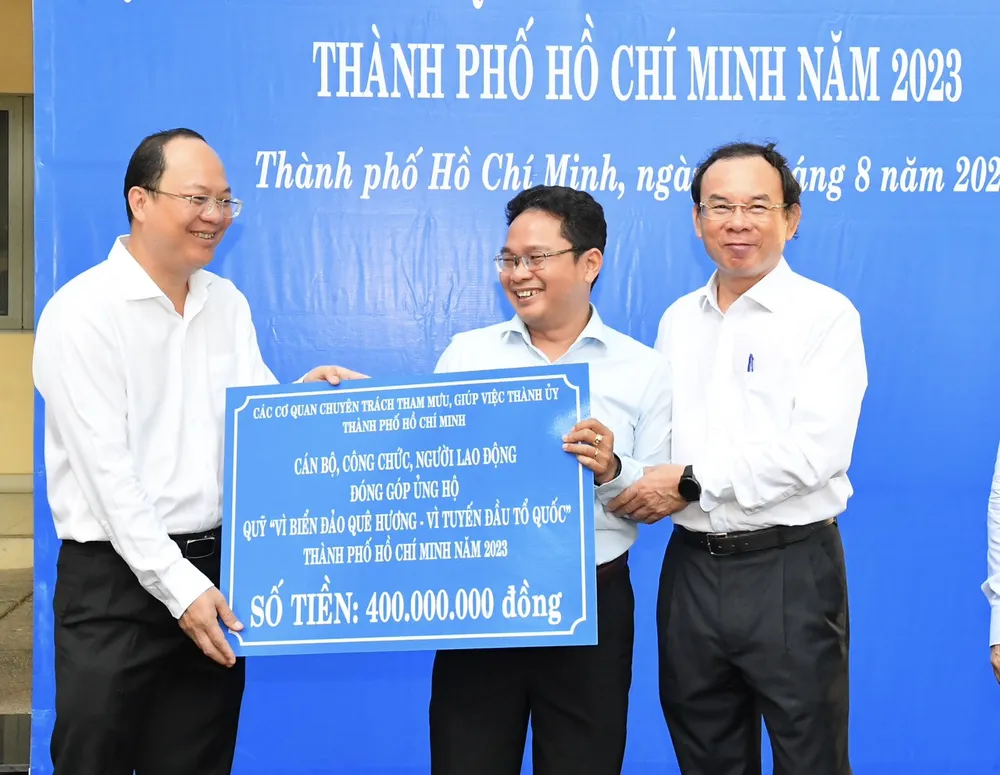 THÀNH PHỐ HỒ CHÍ MINH NĂM 2023
Thành phố Hồ Chí Minh, ngày 8 năm 202
CÁC CƠ QUAN CHUYÊN TRÁCH THAM MƯU, GIÚP VIỆC THÀNH ỦY
THÀNH PHỐ HỒ CHÍ MINH
CÁN BỘ, CÔNG CHỨC, NGƯỜI LAO ĐỘNG
ĐÓNG GÓP ỦNG HỘ
QUỸ "VÌ BIỂN ĐẢO QUÊ HƯƠNG - VÌ TUYẾN ĐẦU TỔ QUỐC"
THÀNH PHỐ HỒ CHÍ MINH NĂM 2023
SỐ TIỀN: 400.000.000 đồng